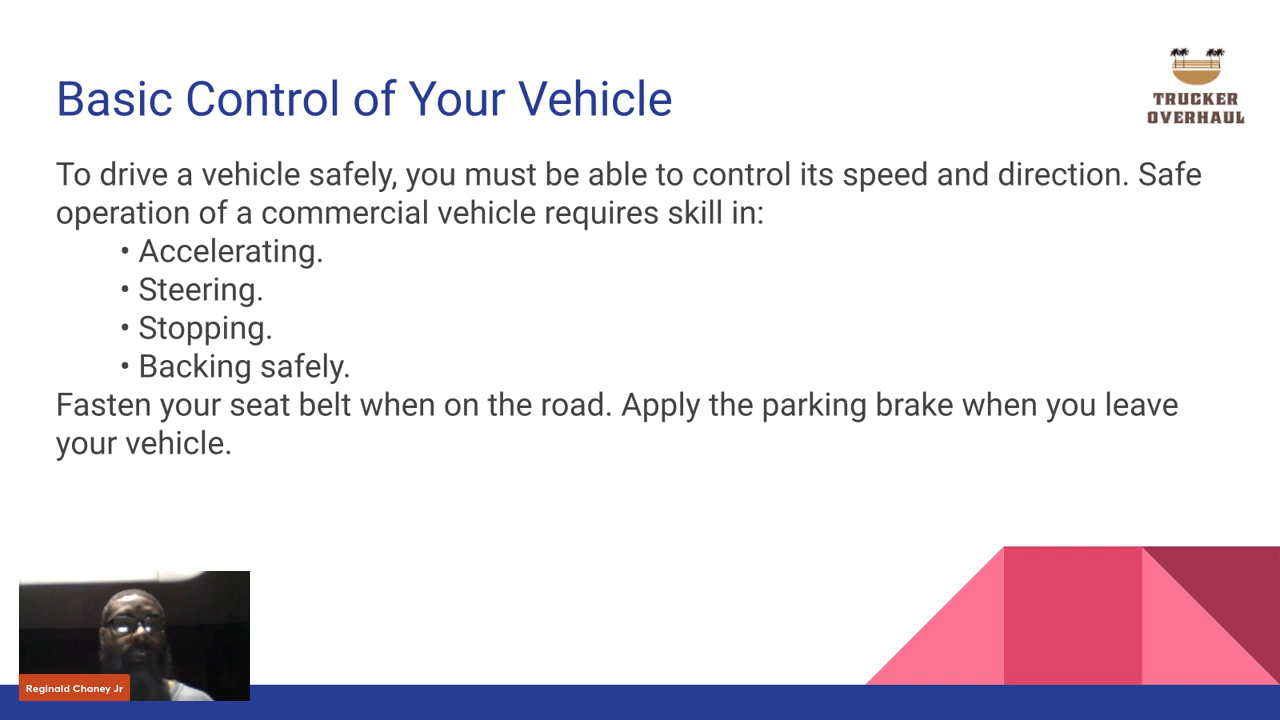 Basic Control of Your Vehicle
TRUCKER
OVERHAUL
To drive a vehicle safely, you must be able to control its speed and direction. Safe
operation of a commercial vehicle requires skill in:
• Accelerating.
• Steering.
• Stopping.
• Backing safely.
Fasten your seat belt when on the road. Apply the parking brake when you leave
your vehicle.
Reginald Chaney Jr